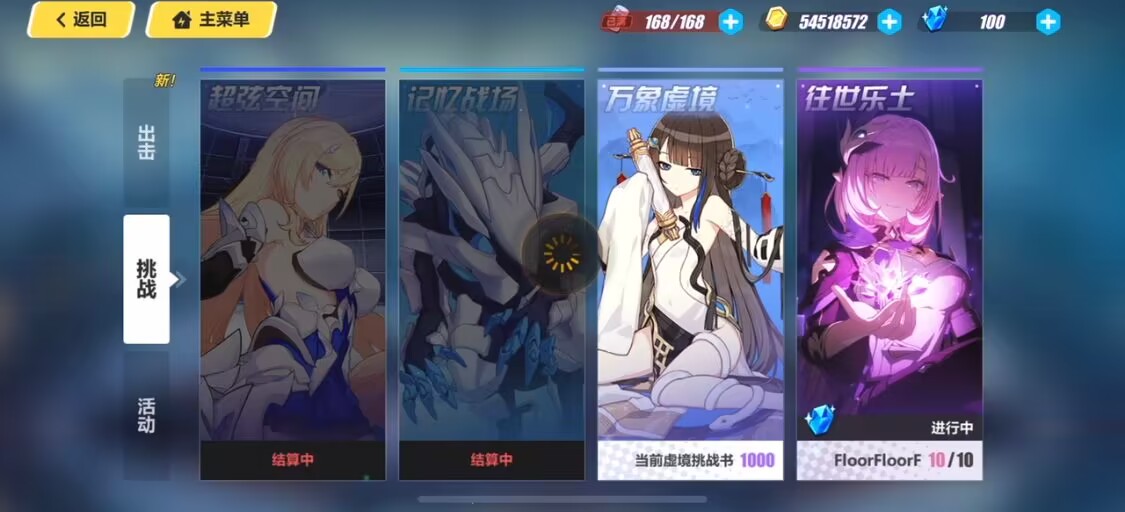 返回
主菜单
已满
168/168
54518572
100
新!
出击
挑战
活动
超弦空间
结算中
记忆战场
结算中
万象虚境
当前虚境挑战书 1000
往世乐土
进行中
FloorFloorF 10/10